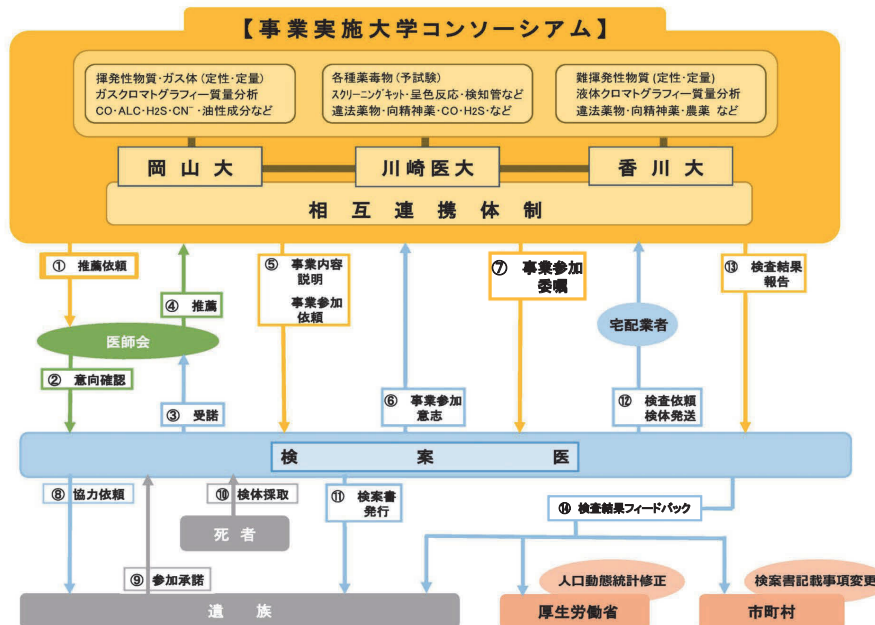 【事業実施大学コンソーシアム】
揮発性物質・ガス体（定性・定量）
ガスクロマトグラフィー質量分析
CO・ALC・H2S・CN⁻・油性成分など
各種薬毒物（予試験）
スクリーニングキット・呈色反応・検知管など
違法薬物・向精神薬・CO・H2S・など
難揮発性物質（定性・定量）
液体クロマトグラフィー質量分析
違法薬物・向精神薬・農薬 など
岡山大
川崎医大
香川大
相互連携体制
① 推薦依頼
④ 推薦
医師会
② 意向確認
③ 受諾
⑤ 事業内容
説明
事業参加
依頼
⑥ 事業参加
意志
⑦ 事業参加
委嘱
宅配業者
⑫ 検査依頼
検体発送
⑬ 検査結果
報告
検案医
⑧ 協力依頼
⑩ 検体採取
死者
⑨ 参加承諾
⑪ 検案書
発行
⑭ 検査結果フィードバック
遺族
人口動態統計修正
厚生労働省
検案書記載事項変更
市町村